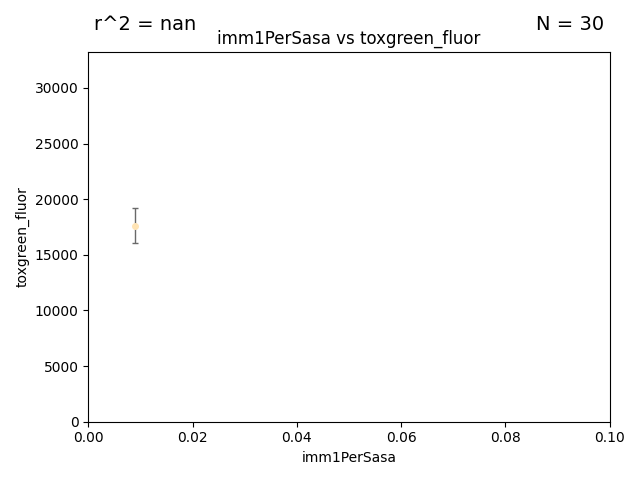 r^2 = nan
N = 30
imm1PerSasa vs toxgreen_fluor
30000
25000
20000
15000
10000
5000
0
toxgreen_fluor
0.00 0.02 0.04 0.06 0.08 0.10
imm1PerSasa